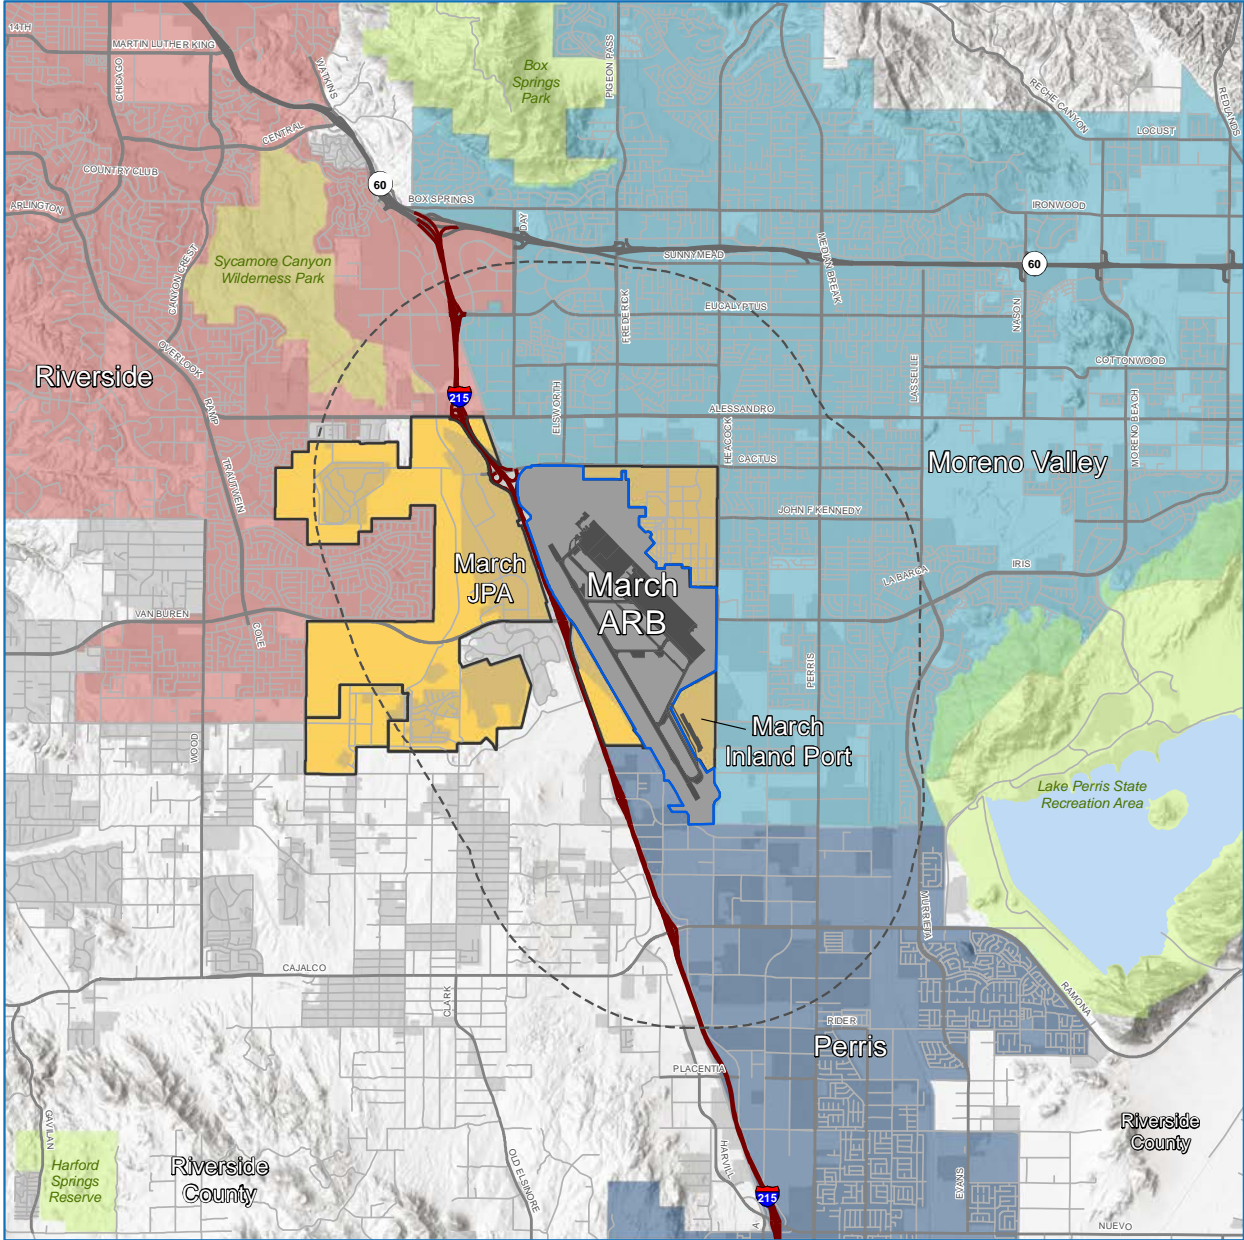 14TH
MARTIN LUTHER KING
CHICAGO
WATKINS
CENTRAL
COUNTRY CLUB
ARLINGTON
CANYON CREST
60
BOX SPRINGS
Box
Springs
Park
PIGEON PASS
RECHE CANYON
REDLANDS
LOCUST
IRONWOOD
DAY
SUNNYMEAD
60
Sycamore Canyon
Wilderness Park
FREDERICK
EUCALYPTUS
NASON
Riverside
OVERLOOK
RAMP
TRAUTWEIN
215
ELSWORTH
LASSELLE
COTTONWOOD
MORENO BEACH
ALESSANDRO
HEACOCK
CACTUS
Moreno Valley
JOHN F KENNEDY
IRIS
LA BARCA
March
JPA
March
ARB
VAN BUREN
COLE
PERRIS
WOOD
March
Inland Port
Lake Perris State
Recreation Area
MURRIETA
CAJALCO
CLARK
RAMONA
RIDER
Perris
PLACENTIA
HARVILL
GAVILAN
Harford
Springs
Reserve
Riverside
County
OLD ELSINORE
215
A
EVANS
Riverside
County
NUEVO